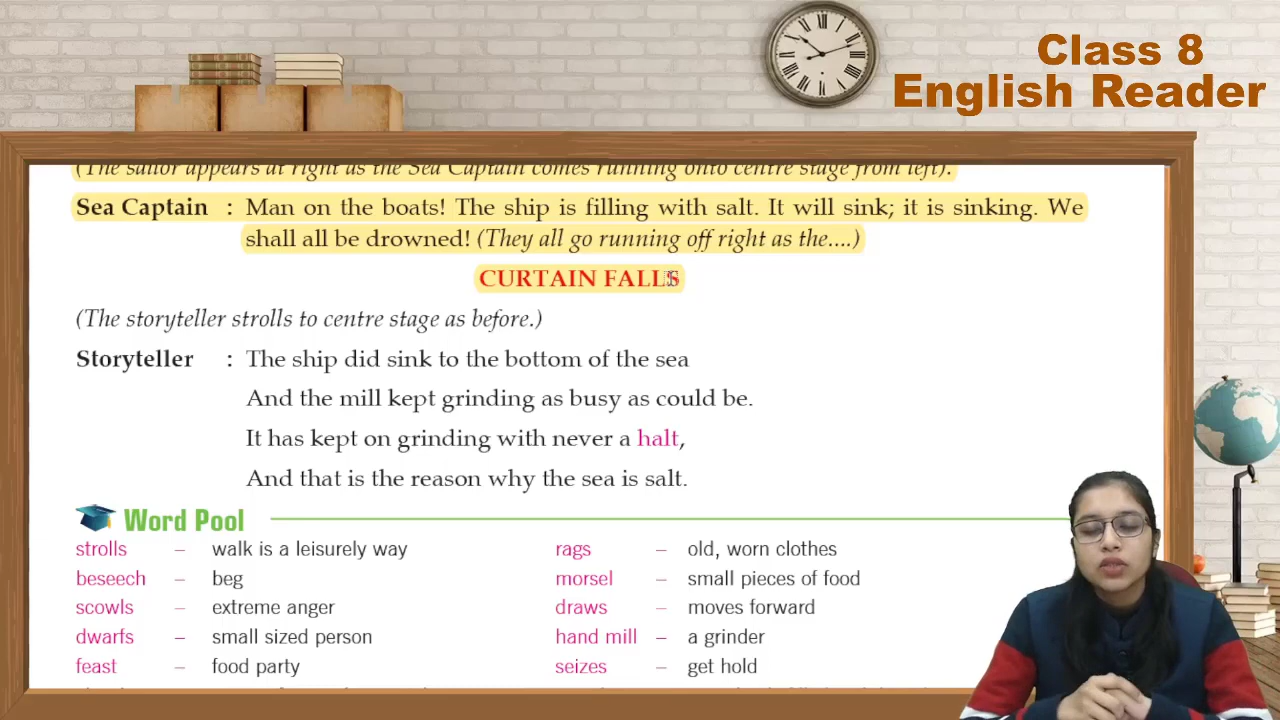 Class 8
English Reader
(The sailor appears at right as the Sea Captain comes running onto centre stage from left).
Sea Captain : Man on the boats! The ship is filling with salt. It will sink; it is sinking. We
shall all be drowned! (They all go running off right as the....)
CURTAIN FALLS
(The storyteller strolls to centre stage as before.)
Storyteller : The ship did sink to the bottom of the sea
And the mill kept grinding as busy as could be.
It has kept on grinding with never a halt,
And that is the reason why the sea is salt.
Word Pool
strolls – walk is a leisurely way rags – old, worn clothes
beseech – beg morsel – small pieces of food
scowls – extreme anger draws – moves forward
dwarfs – small sized person hand mill – a grinder
feast – food party seizes – get hold